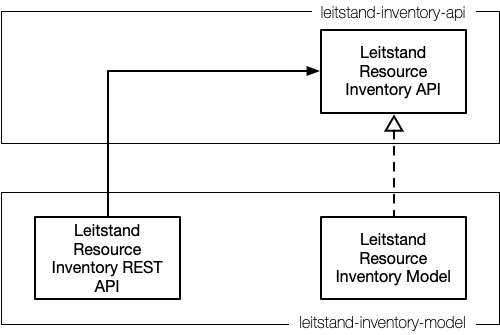 leitstand-inventory-api
Leitstand
Resource
Inventory API
Leitstand
Resource
Inventory REST
API
Leitstand
Resource
Inventory Model
leitstand-inventory-model